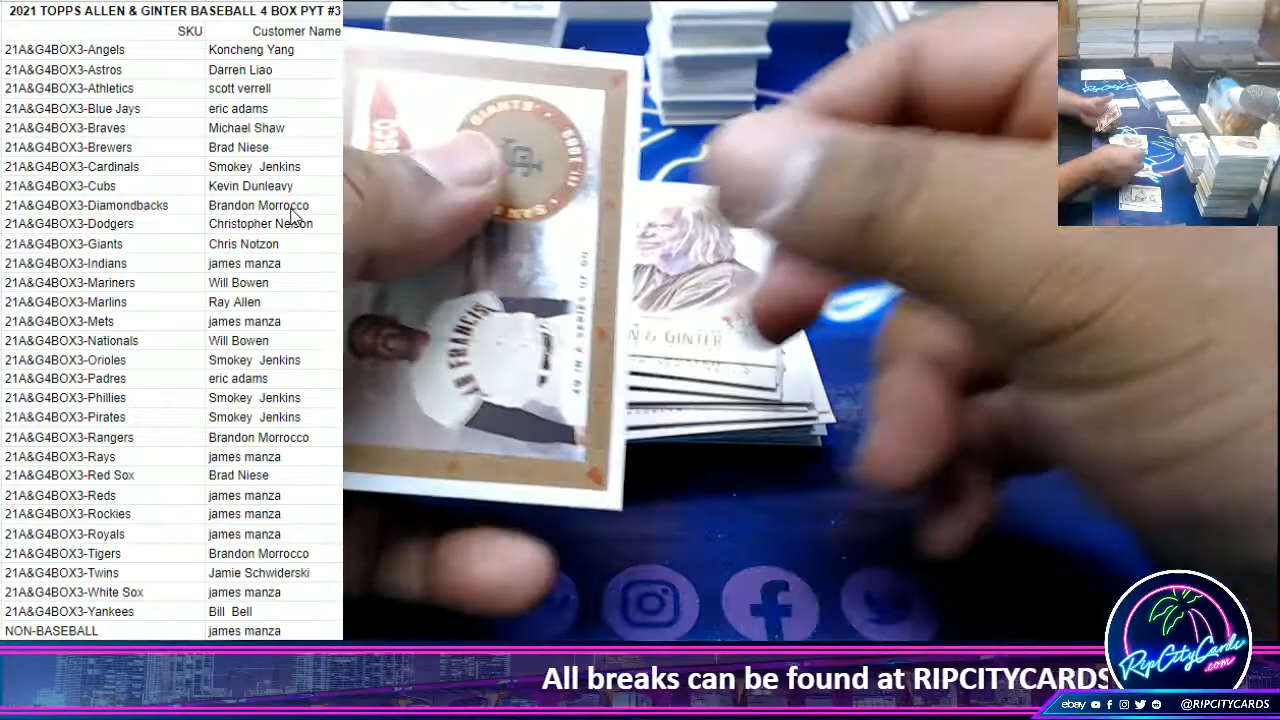 2021 TOPPS ALLEN & GINTER BASEBALL 4 BOX PYT #3
SKU Customer Name
21A&G4BOX3-Angels Koncheng Yang
21A&G4BOX3-Astros Darren Liao
21A&G4BOX3-Athletics scott verrell
21A&G4BOX3-Blue Jays eric adams
21A&G4BOX3-Braves Michael Shaw
21A&G4BOX3-Brewers Brad Niese
21A&G4BOX3-Cardinals Smokey Jenkins
21A&G4BOX3-Cubs Kevin Dunleavy
21A&G4BOX3-Diamondbacks Brandon Morrocco
21A&G4BOX3-Dodgers Christopher Nelson
21A&G4BOX3-Giants Chris Notzon
21A&G4BOX3-Indians james manza
21A&G4BOX3-Mariners Will Bowen
21A&G4BOX3-Marlins Ray Allen
21A&G4BOX3-Mets james manza
21A&G4BOX3-Nationals Will Bowen
21A&G4BOX3-Orioles Smokey Jenkins
21A&G4BOX3-Padres eric adams
21A&G4BOX3-Phillies Smokey Jenkins
21A&G4BOX3-Pirates Smokey Jenkins
21A&G4BOX3-Rangers Brandon Morrocco
21A&G4BOX3-Rays james manza
21A&G4BOX3-Red Sox Brad Niese
21A&G4BOX3-Reds james manza
21A&G4BOX3-Rockies james manza
21A&G4BOX3-Royals james manza
21A&G4BOX3-Tigers Brandon Morrocco
21A&G4BOX3-Twins Jamie Schwiderski
21A&G4BOX3-White Sox james manza
21A&G4BOX3-Yankees Bill Bell
NON-BASEBALL james manza
GIANTS
SAN
49 IN A SERIES OF 50
N FRANCISC
N & GINTER
All breaks can be found at RIPCITYCARDS
RipCityCards
.com
ebay @RIPCITYCARDS